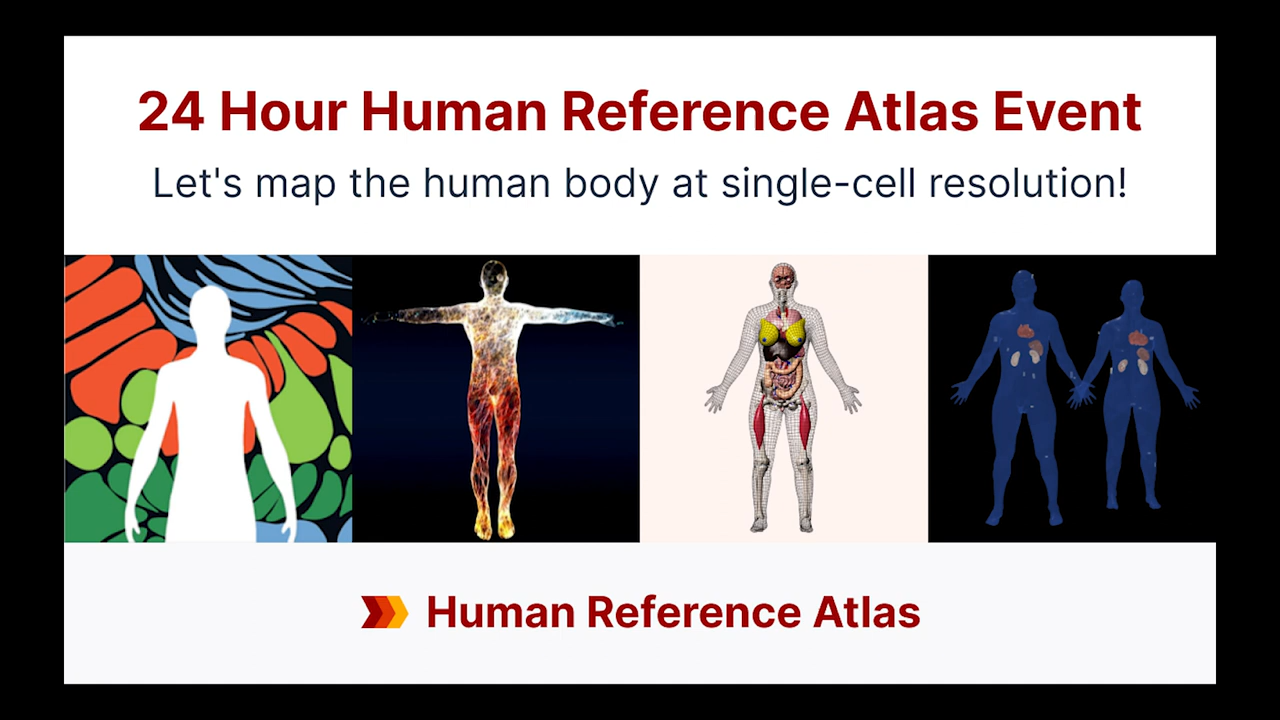 24 Hour Human Reference Atlas Event
Let's map the human body at single-cell resolution!
Human Reference Atlas